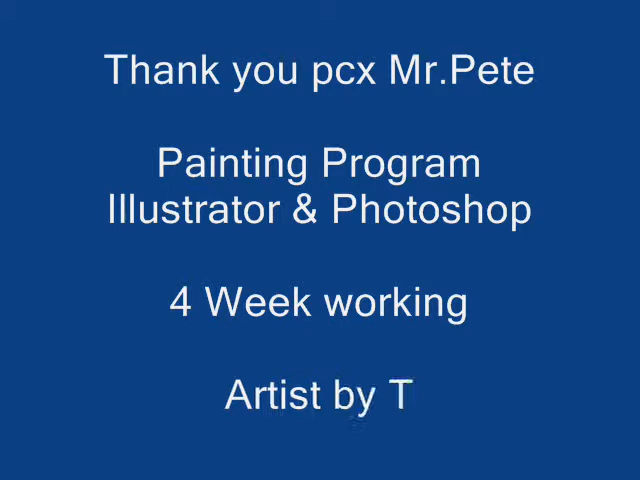 Thank you pcx Mr.Pete
Painting Program
Illustrator & Photoshop
4 Week working
Artist by T